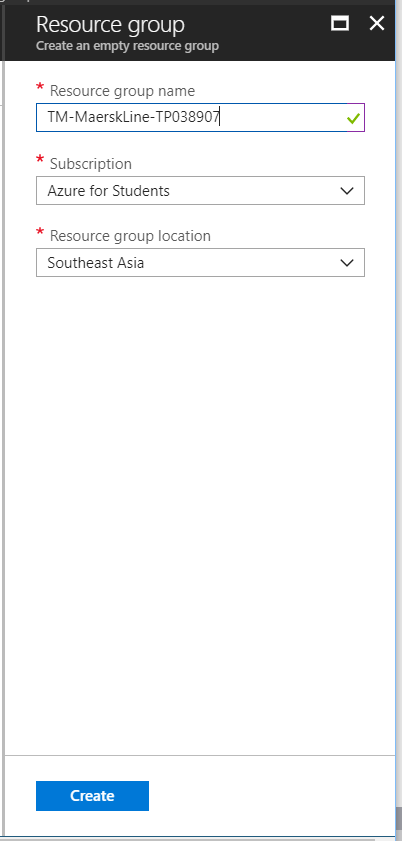 Resource group
Create an empty resource group
* Resource group name
TM-MaerskLine-TP038907
* Subscription
Azure for Students
* Resource group location
Southeast Asia
Create